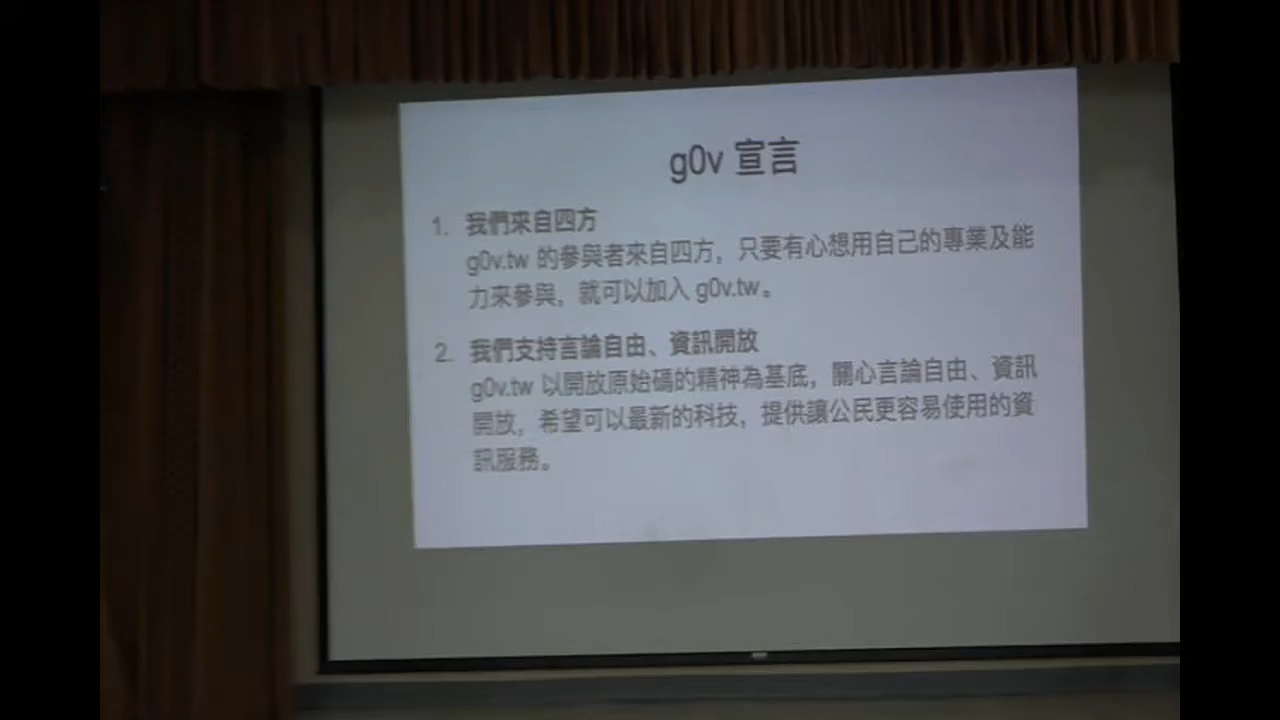 g0v 宣言
1. 我們來自四方
g0v.tw 的參與者來自四方，只要有心想用自己的專業及能
力來參與，就可以加入 g0v.tw。
2. 我們支持言論自由、資訊開放
g0v.tw 以開放原始碼的精神為基底，關心言論自由、資訊
開放，希望可以最新的科技，提供讓公民更容易使用的資
訊服務。